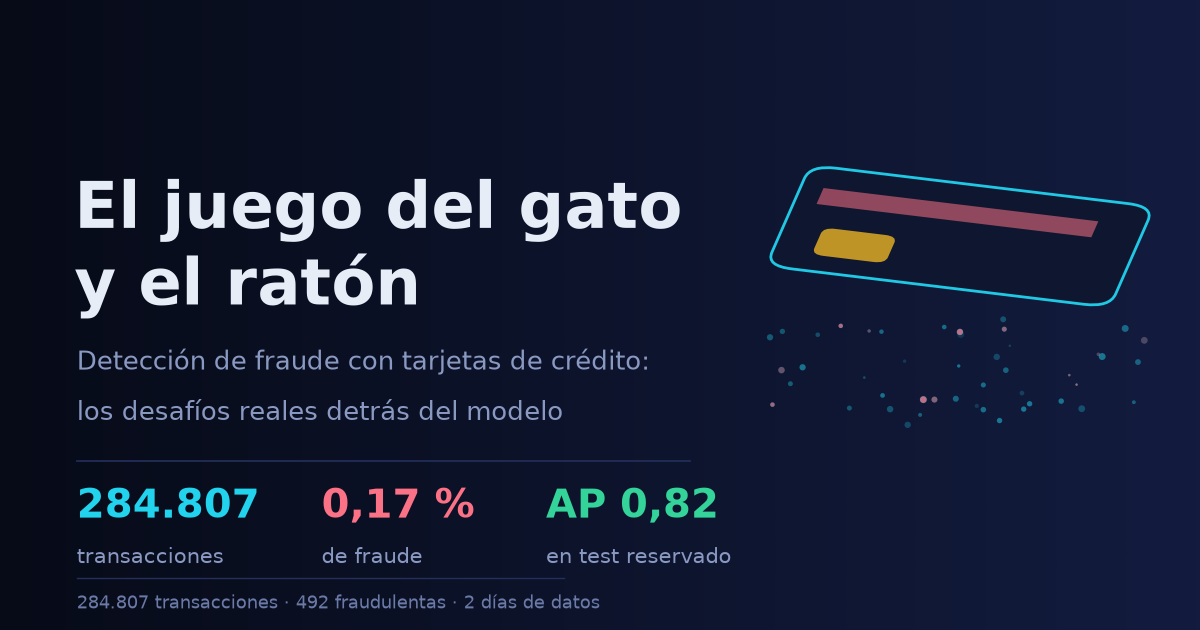 El juego del gato
y el ratón
Detección de fraude con tarjetas de crédito:
los desafíos reales detrás del modelo
284.807 0,17 % AP 0,82
transacciones de fraude en test reservado
284.807 transacciones · 492 fraudulentas · 2 días de datos